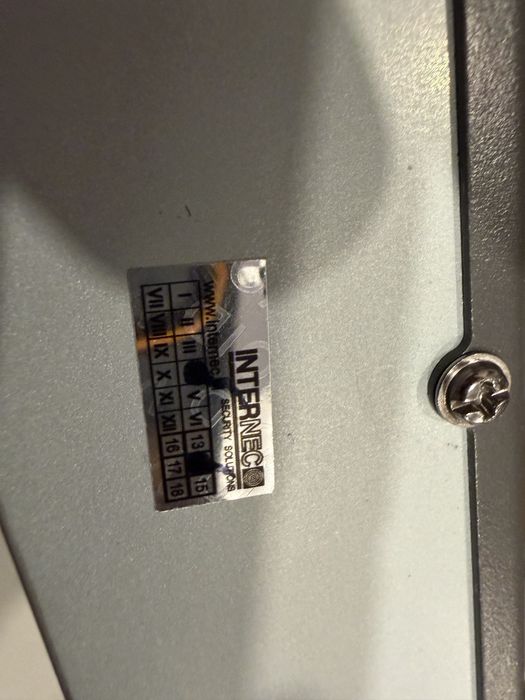 INTERNEC
SECURITY SOLUTIONS
www.internec.
I II III V VI 13 15
VII VIII IX X XI XII 16 17 18